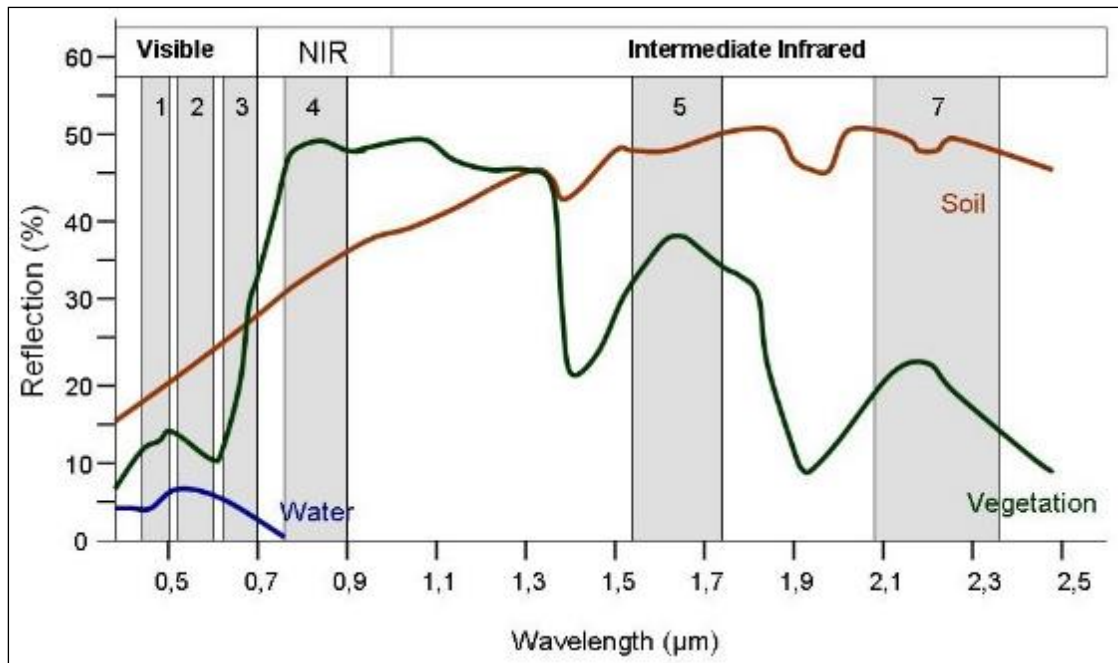 Visible NIR Intermediate Infrared
60
1 2 3 4 5 7
50
40
30
20
10
0
Reflection (%)
Soil
Vegetation
Water
0,5 0,7 0,9 1,1 1,3 1,5 1,7 1,9 2,1 2,3 2,5
Wavelength (µm)